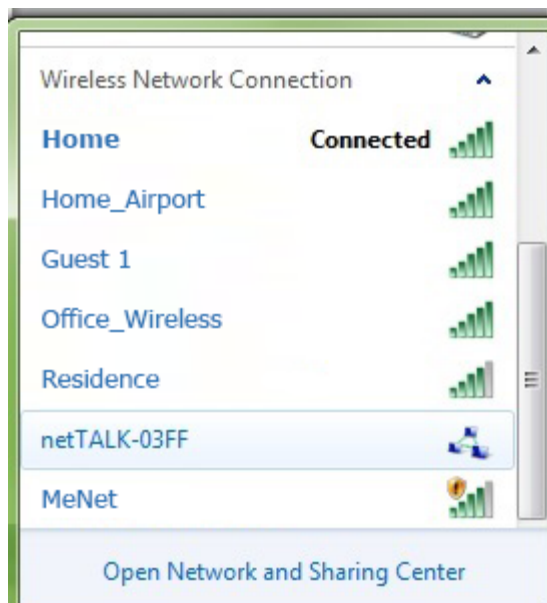 Wireless Network Connection
Home Connected
Home_Airport
Guest 1
Office_Wireless
Residence
netTALK-03FF
MeNet
Open Network and Sharing Center